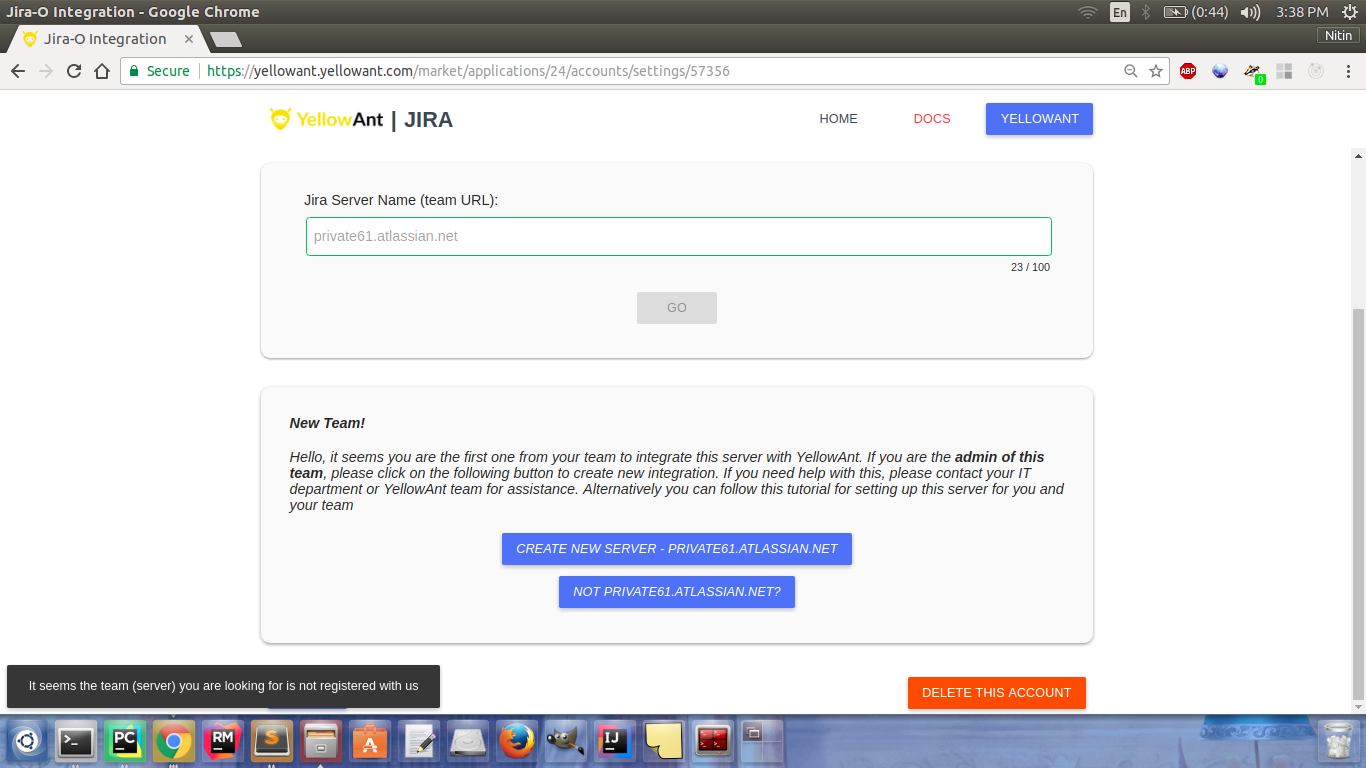 Jira-O Integration - Google Chrome
En
(0:44)
3:38 PM
Jira-O Integration
Nitin
Secure
https://yellowant.yellowant.com/market/applications/24/accounts/settings/57356
ABP
0
YellowAnt | JIRA
HOME
DOCS
YELLOWANT
Jira Server Name (team URL):
private61.atlassian.net
23 / 100
GO
New Team!
Hello, it seems you are the first one from your team to integrate this server with YellowAnt. If you are the admin of this
team, please click on the following button to create new integration. If you need help with this, please contact your IT
department or YellowAnt team for assistance. Alternatively you can follow this tutorial for setting up this server for you and
your team
CREATE NEW SERVER - PRIVATE61.ATLASSIAN.NET
NOT PRIVATE61.ATLASSIAN.NET?
It seems the team (server) you are looking for is not registered with us
DELETE THIS ACCOUNT
PC
RM
S
A
IJ